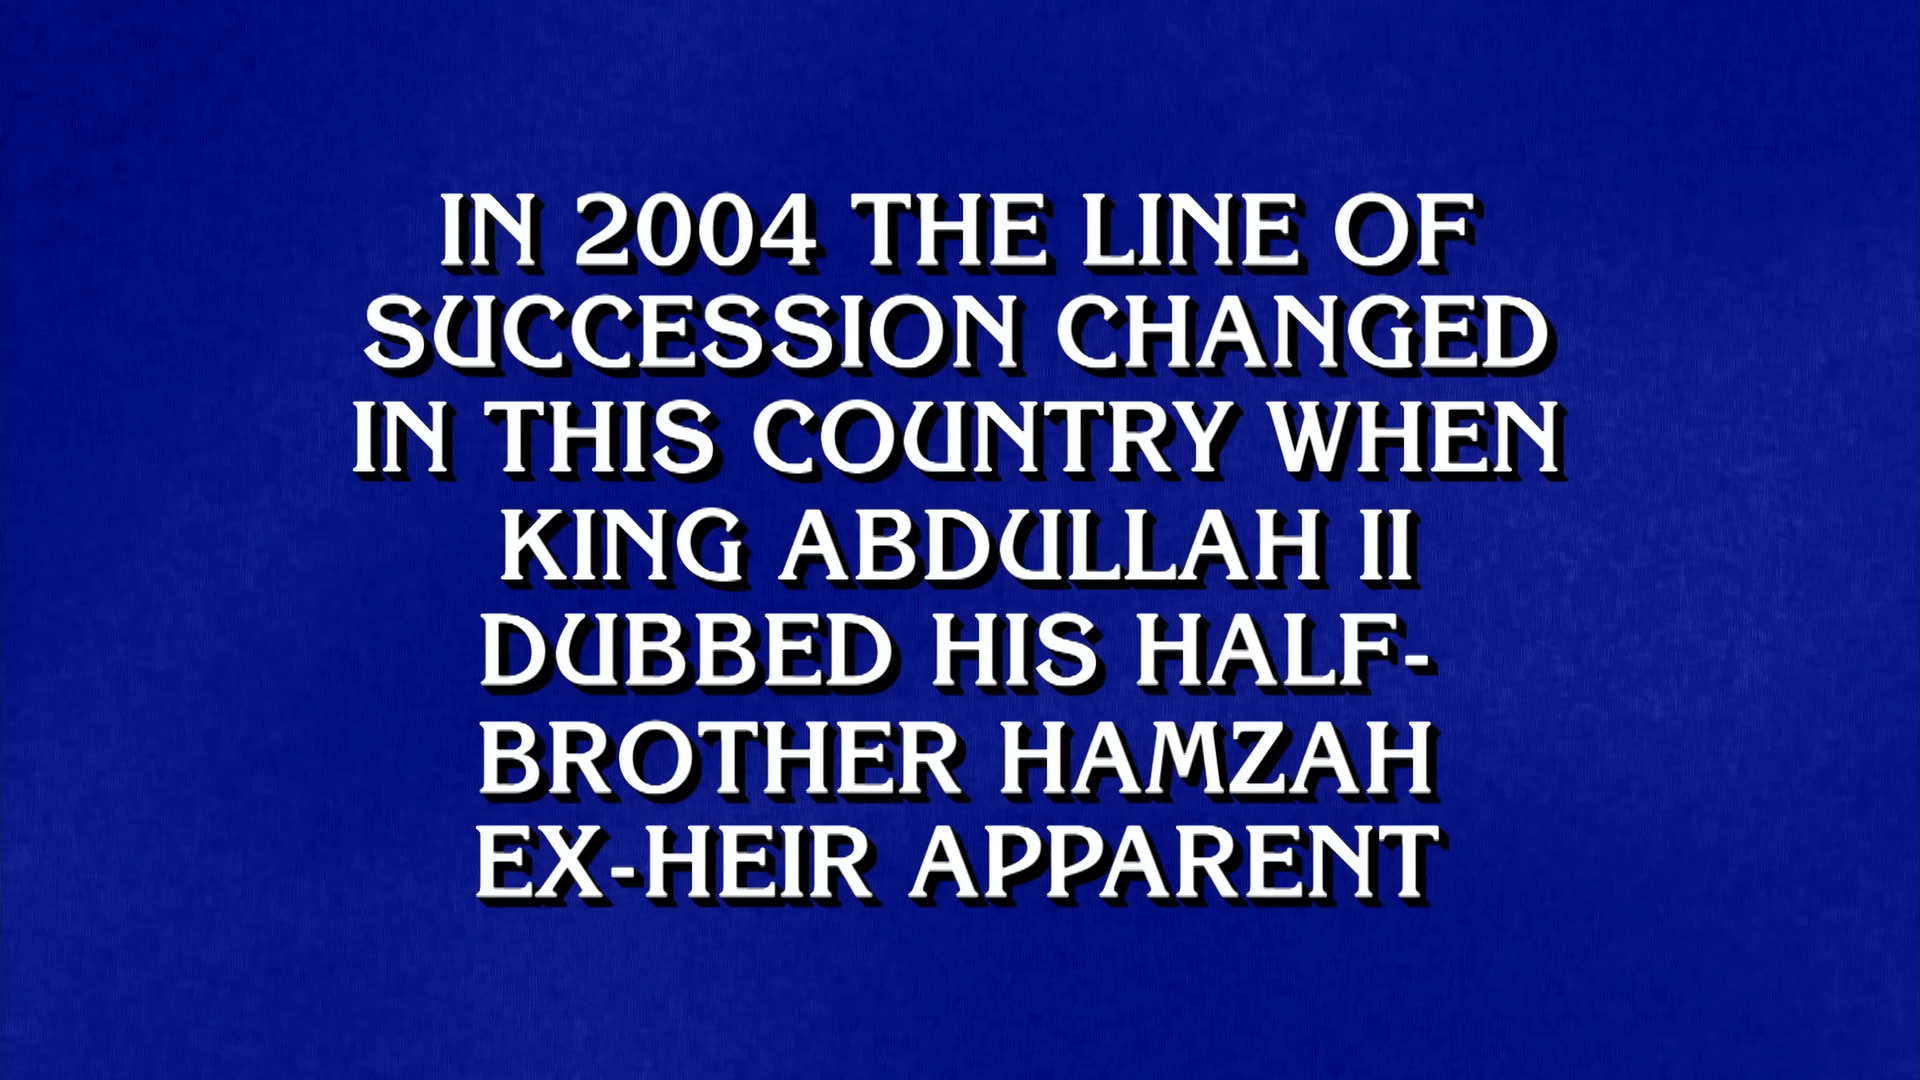 IN 2004 THE LINE OF
SUCCESSION CHANGED
IN THIS COUNTRY WHEN
KING ABDULLAH II
DUBBED HIS HALF-
BROTHER HAMZAH
EX-HEIR APPARENT